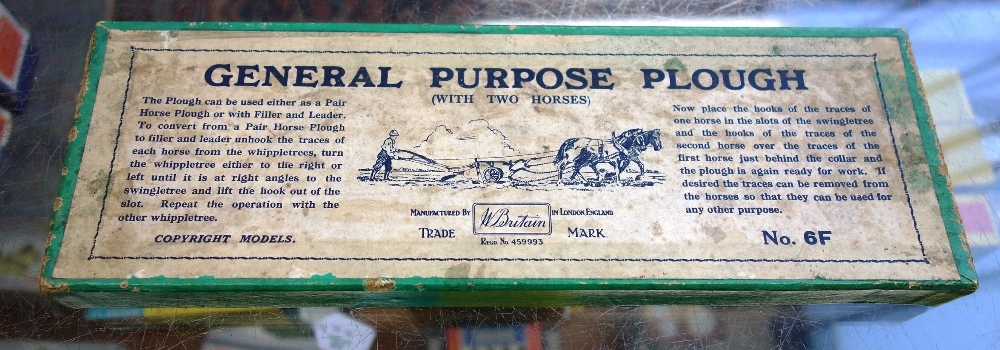 GENERAL PURPOSE PLOUGH
(WITH TWO HORSES)
The Plough can be used either as a Pair
Horse Plough or with Filler and Leader.
To convert from a Pair Horse Plough
to filler and leader unhook the traces of
each horse from the whippletrees, turn
the whippletree either to the right or
left until it is at right angles to the
swingletree and lift the hook out of the
slot. Repeat the operation with the
other whippletree.
COPYRIGHT MODELS.
MANUFACTURED BY W. Britain IN LONDON, ENGLAND
TRADE MARK
REGD NO 459993
Now place the hooks of the traces of
one horse in the slots of the swingletree
and the hooks of the traces of the
second horse over the traces of the
first horse just behind the collar and
the plough is again ready for work. If
desired the traces can be removed from
the horses so that they can be used for
any other purpose.
No. 6F